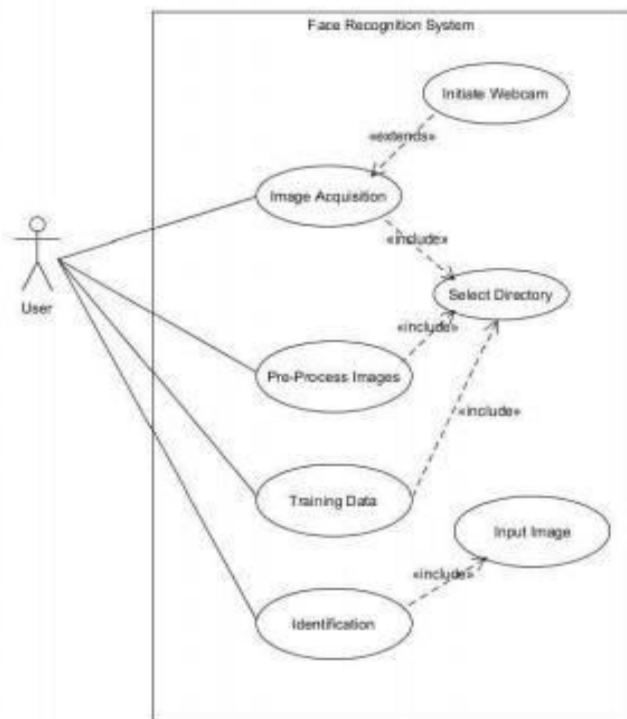 Face Recognition System
Initiate Webcam
«extends»
Image Acquisition
«include»
User
Select Directory
«include»
Pre-Process Images
«include»
Training Data
Input Image
«include»
Identification